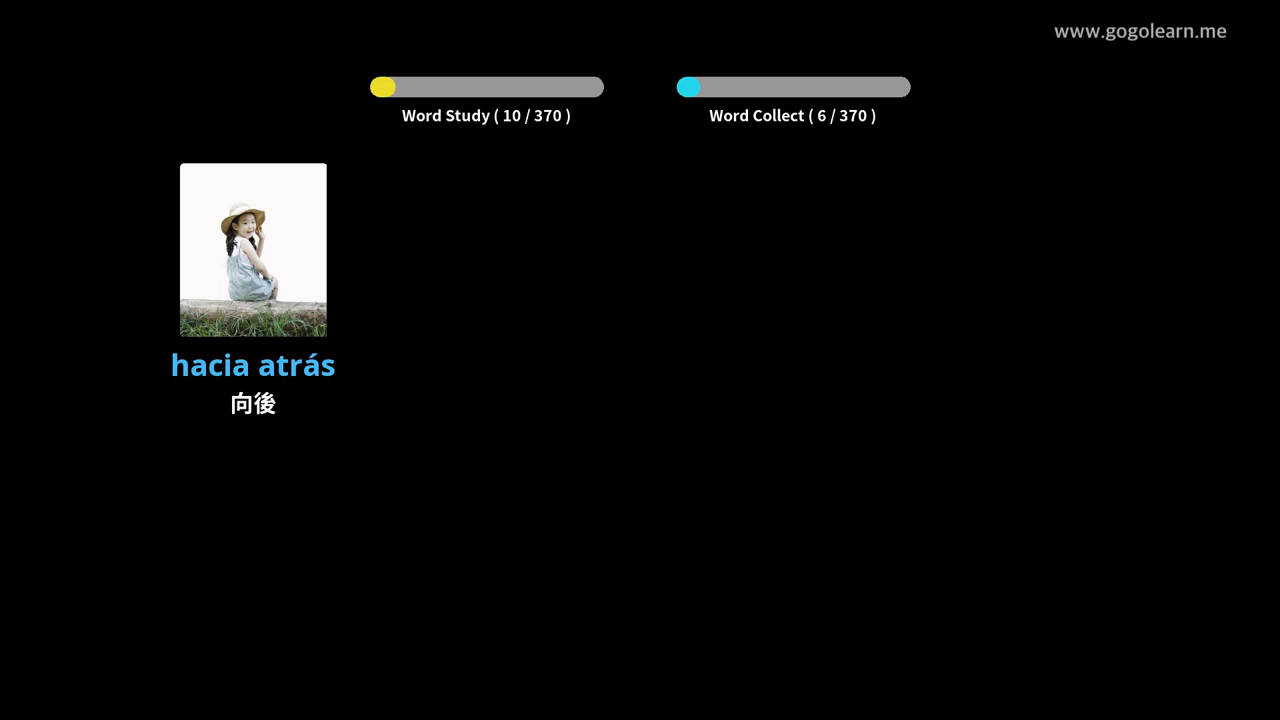 www.gogolearn.me
Word Study ( 10 / 370 )
Word Collect ( 6 / 370 )
hacia atrás
向後